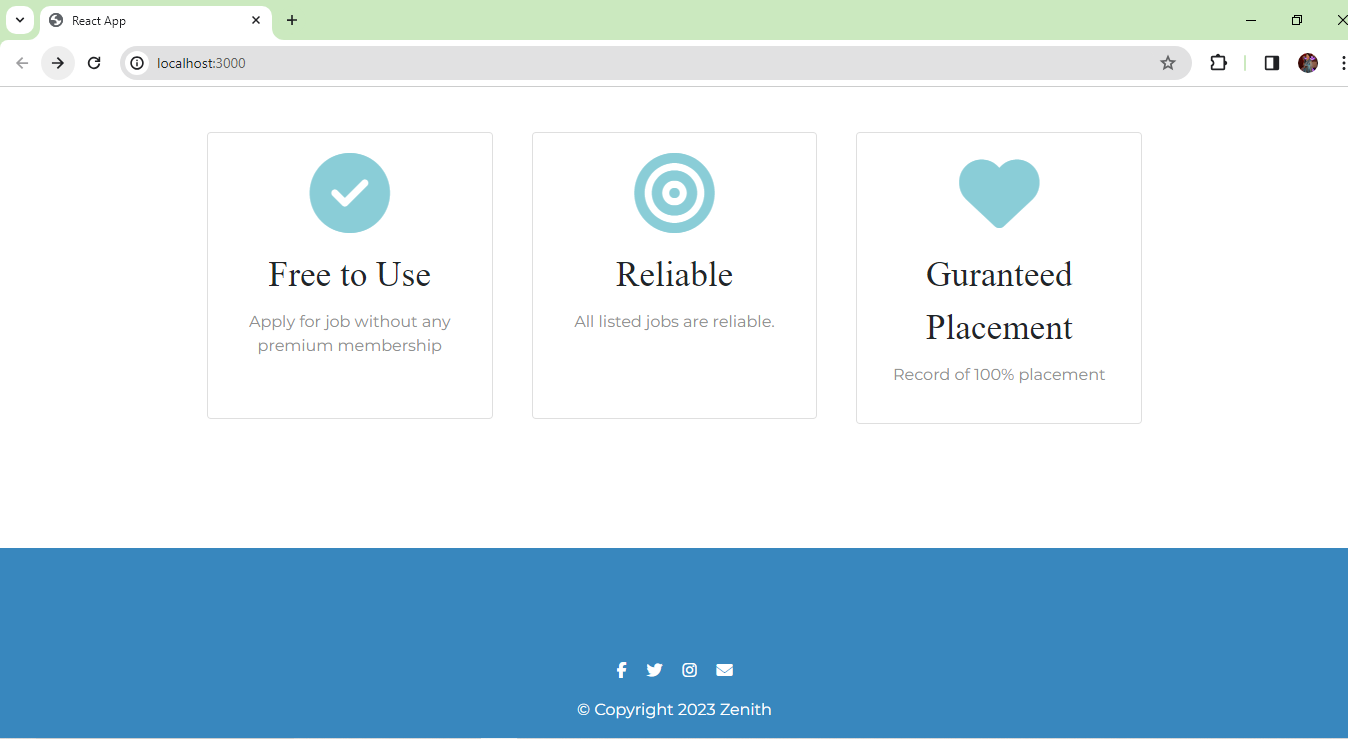 React App
localhost:3000
Free to Use
Apply for job without any
premium membership
Reliable
All listed jobs are reliable.
Guranteed
Placement
Record of 100% placement
© Copyright 2023 Zenith